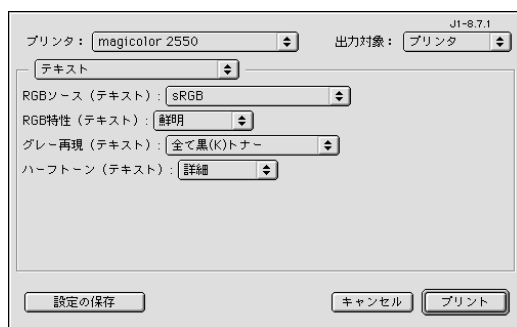 J1-8.7.1
プリンタ： magicolor 2550 出力対象： プリンタ
テキスト
RGBソース（テキスト）: sRGB
RGB特性（テキスト）: 鮮明
グレー再現（テキスト）: 全て黒(K)トナー
ハーフトーン（テキスト）: 詳細
設定の保存 キャンセル プリント